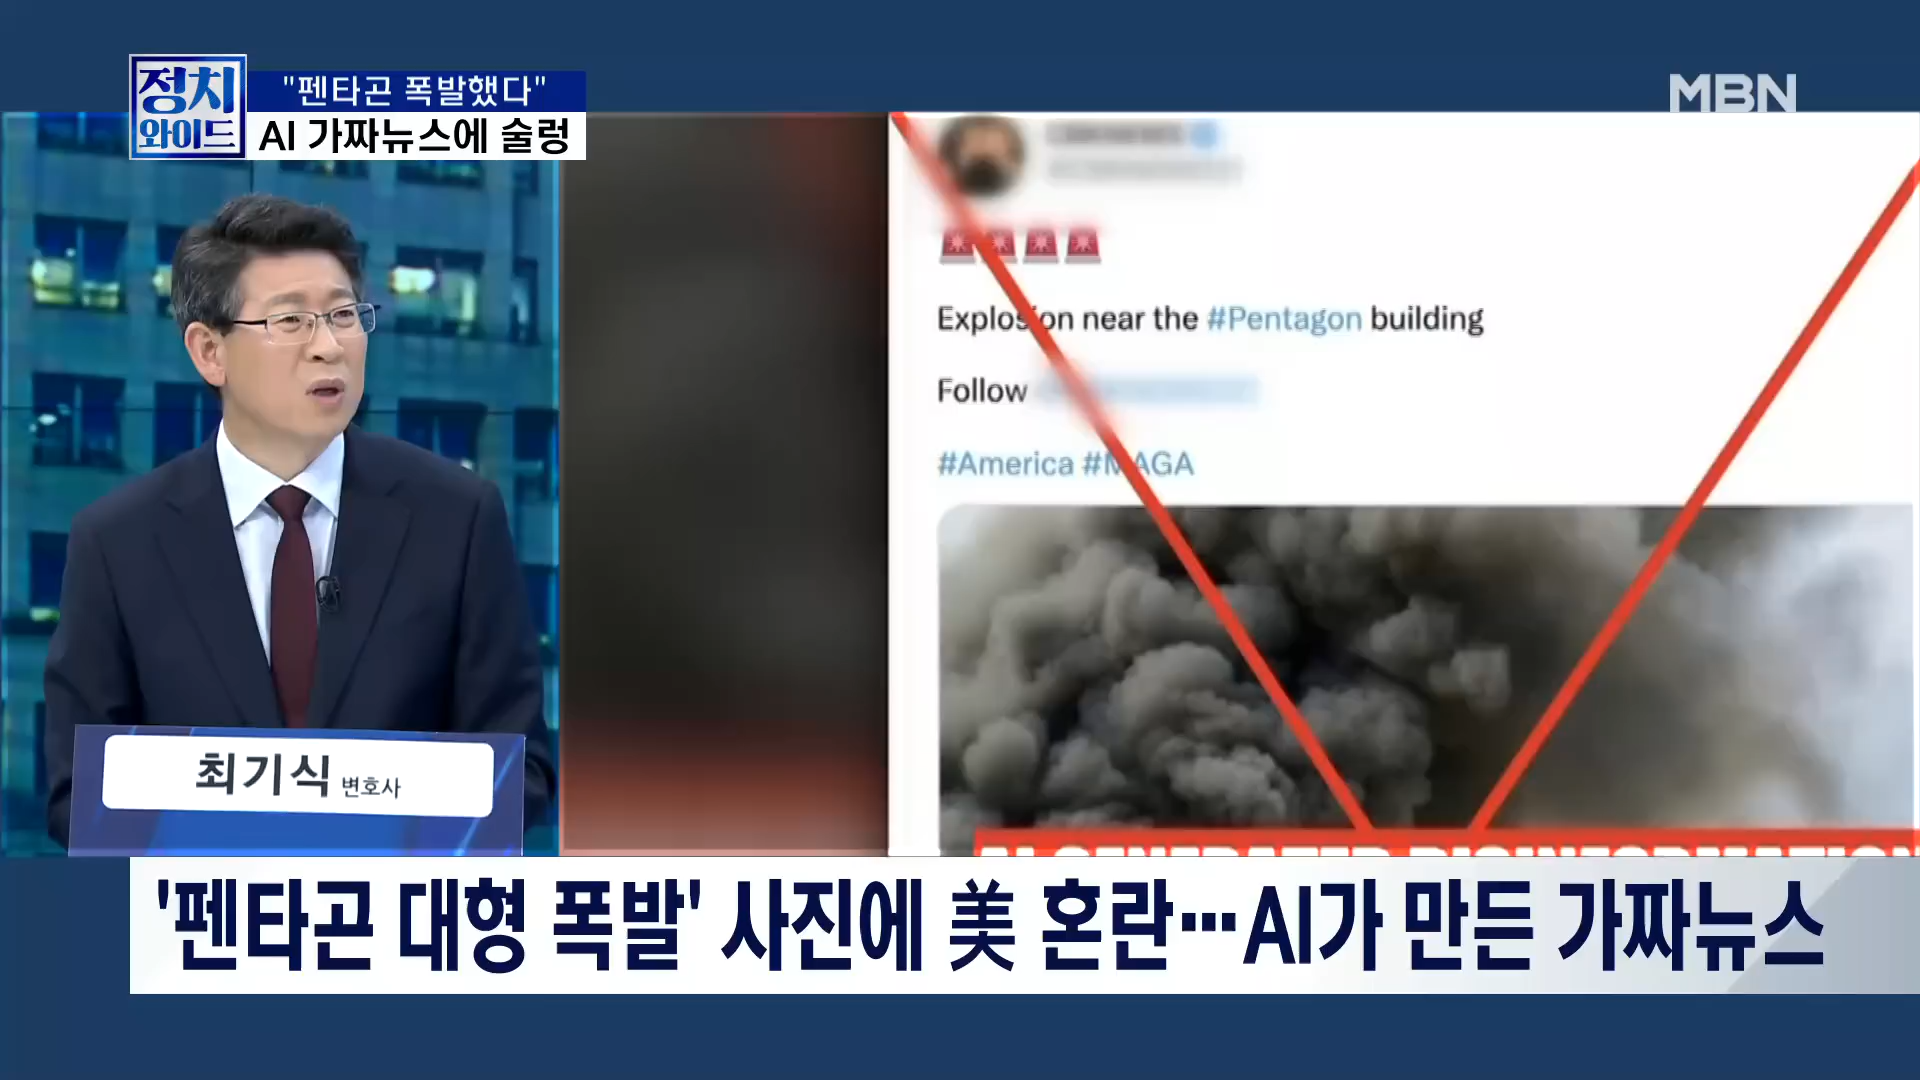 정치
와이드
"펜타곤 폭발했다"
AI 가짜뉴스에 술렁
MBN
Explosion near the #Pentagon building
Follow
#America #MAGA
AI GENERATED DISINFORMATION
최기식 변호사
'펜타곤 대형 폭발' 사진에 美 혼란…AI가 만든 가짜뉴스